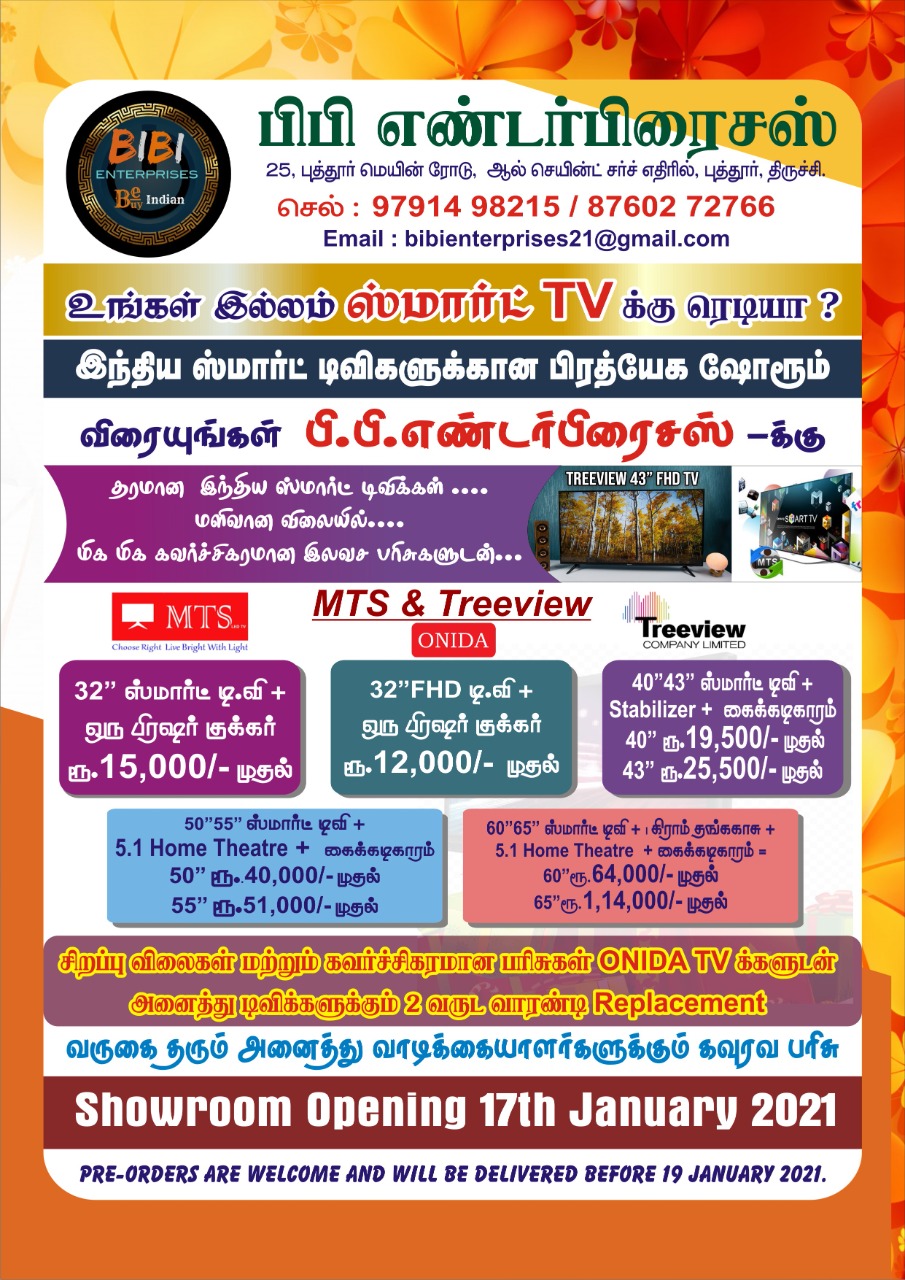 BIBI
ENTERPRISES
Be Buy Indian
பிபி எண்டர்பிரைசஸ்
25, புத்தூர் மெயின் ரோடு, ஆல் செயின்ட் சர்ச் எதிரில், புத்தூர், திருச்சி.
செல் : 97914 98215 / 87602 72766
Email : bibienterprises21@gmail.com
உங்கள் இல்லம் ஸ்மார்ட் TV க்கு ரெடியா ?
இந்திய ஸ்மார்ட் டிவிகளுக்கான பிரத்யேக ஷோரூம்
விரையுங்கள் பி.பி.எண்டர்பிரைசஸ் –க்கு
தரமான இந்திய ஸ்மார்ட் டிவிக்கள் ....
மலிவான விலையில்....
மிக மிக கவர்ச்சிகரமான இலவச பரிசுகளுடன்...
TREEVIEW 43” FHD TV
SMART TV
MTS
MTS LED TV
Choose Right Live Bright With Light
MTS & Treeview
ONIDA
Treeview
COMPANY LIMITED
32” ஸ்மார்ட் டி.வி +
ஒரு பிரஷர் குக்கர்
ரூ.15,000/- முதல்
32”FHD டி.வி +
ஒரு பிரஷர் குக்கர்
ரூ.12,000/- முதல்
40”43” ஸ்மார்ட் டிவி +
Stabilizer + கைக்கடிகாரம்
40” ரூ.19,500/- முதல்
43” ரூ.25,500/- முதல்
50”55” ஸ்மார்ட் டிவி +
5.1 Home Theatre + கைக்கடிகாரம்
50” ரூ.40,000/- முதல்
55” ரூ.51,000/- முதல்
60”65” ஸ்மார்ட் டிவி + கிராம் தங்ககாசு +
5.1 Home Theatre + கைக்கடிகாரம் =
60”ரூ.64,000/- முதல்
65”ரூ.1,14,000/- முதல்
சிறப்பு விலைகள் மற்றும் கவர்ச்சிகரமான பரிசுகள் ONIDA TV க்களுடன்
அனைத்து டிவிக்களுக்கும் 2 வருட வாரண்டி Replacement
வருகை தரும் அனைத்து வாடிக்கையாளர்களுக்கும் கவுரவ பரிசு
Showroom Opening 17th January 2021
PRE-ORDERS ARE WELCOME AND WILL BE DELIVERED BEFORE 19 JANUARY 2021.